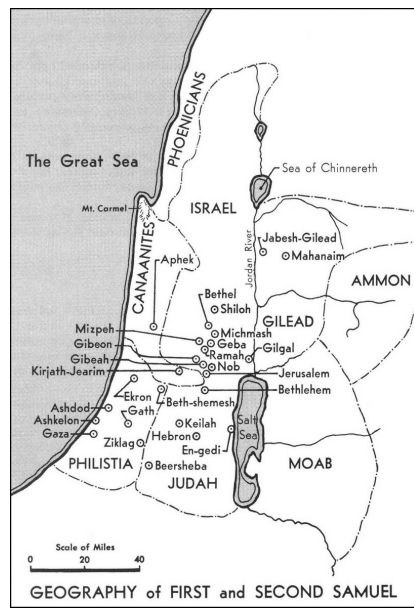 PHOENICIANS
The Great Sea
Sea of Chinnereth
ISRAEL
Mt. Carmel
CANAANITES
Jordan River
Jabesh-Gilead
Mahanaim
Aphek
AMMON
Bethel
Shiloh
GILEAD
Mizpeh
Michmash
Gibeon
Geba
Ramah
Gilgal
Gibeah
Nob
Kirjath-Jearim
Jerusalem
Bethlehem
Ekron
Beth-shemesh
Ashdod
Gath
Ashkelon
Keilah
Salt
Sea
Gaza
Hebron
Ziklag
En-gedi
PHILISTIA
Beersheba
MOAB
JUDAH
Scale of Miles
0 20 40
GEOGRAPHY of FIRST and SECOND SAMUEL